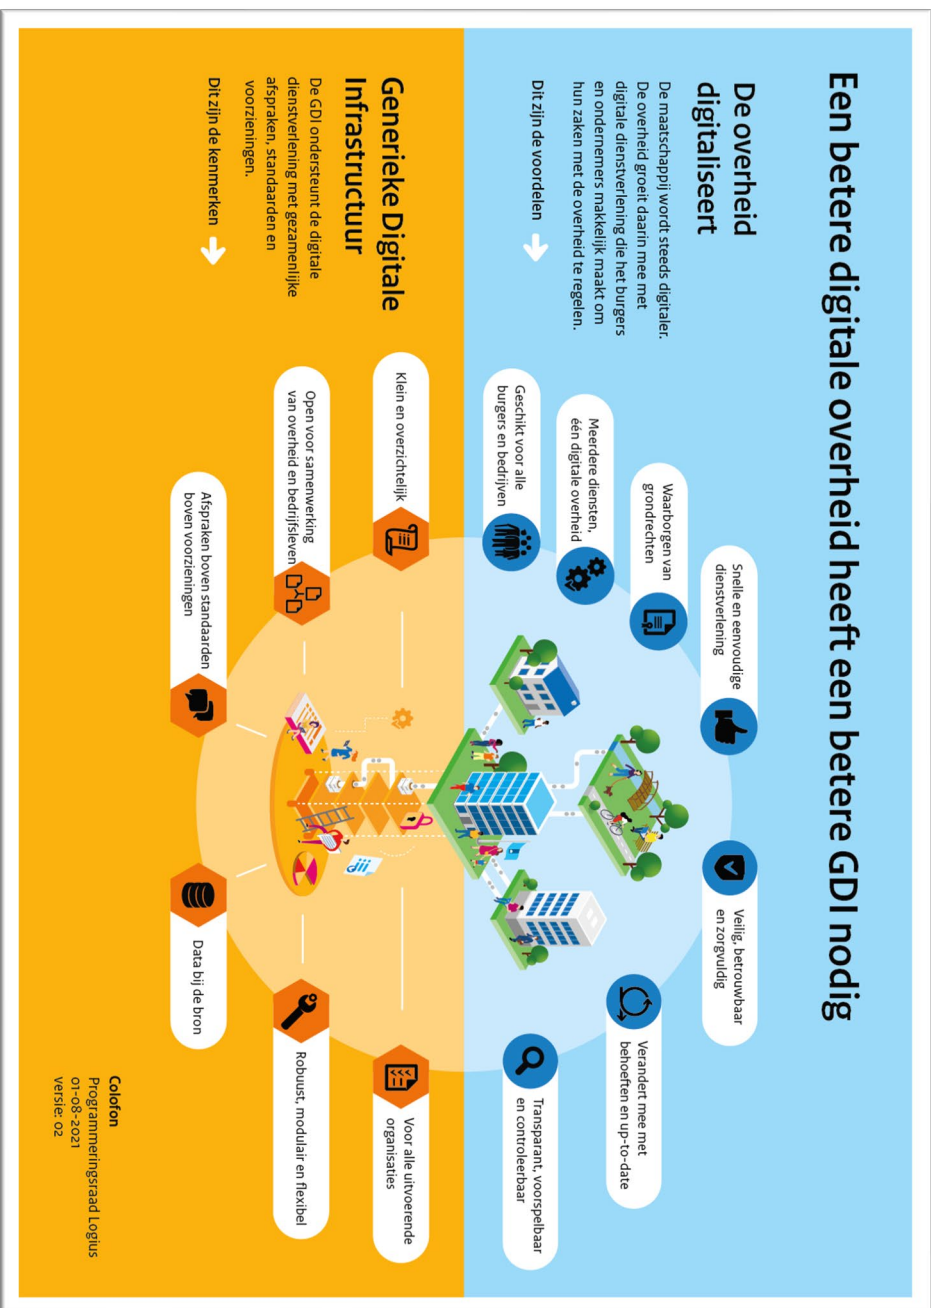 Een betere digitale overheid heeft een betere GDI nodig
De overheid
digitaliseert
De maatschappij wordt steeds digitaler.
De overheid groeit daarin mee met
digitale dienstverlening die het burgers
en ondernemers makkelijk maakt om
hun zaken met de overheid te regelen.
Dit zijn de voordelen
Geschikt voor alle
burgers en bedrijven
Meerdere diensten,
één digitale overheid
Waarborgen van
grondrechten
Snelle en eenvoudige
dienstverlening
Veilig, betrouwbaar
en zorgvuldig
Verandert mee met
behoeften en up-to-date
Transparant, voorspelbaar
en controleerbaar
Generieke Digitale
Infrastructuur
De GDI ondersteunt de digitale
dienstverlening met gezamenlijke
afspraken, standaarden en
voorzieningen.
Dit zijn de kenmerken
Klein en overzichtelijk
Open voor samenwerking
van overheid en bedrijfsleven
Afspraken boven standaarden
boven voorzieningen
Data bij de bron
Robuust, modulair en flexibel
Voor alle uitvoerende
organisaties
Colofon
Programmeringsraad Logius
01-08-2021
versie: 02